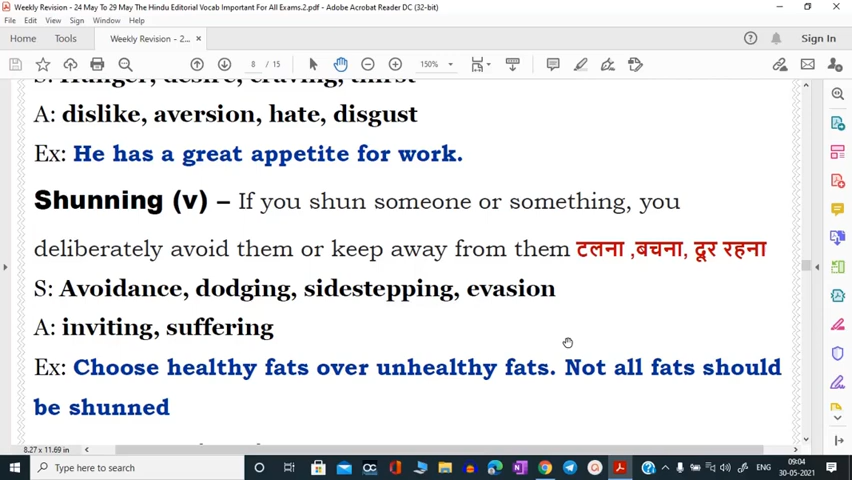 Weekly Revision - 24 May To 29 May The Hindu Editorial Vocab Important For All Exams.2.pdf - Adobe Acrobat Reader DC (32-bit)
File Edit View Sign Window Help
Home Tools Weekly Revision - 2... × Sign In
8 / 15 150%
S: Hunger, desire, craving, thirst
A: dislike, aversion, hate, disgust
Ex: He has a great appetite for work.
Shunning (v) – If you shun someone or something, you
deliberately avoid them or keep away from them टलना ,बचना, दूर रहना
S: Avoidance, dodging, sidestepping, evasion
A: inviting, suffering
Ex: Choose healthy fats over unhealthy fats. Not all fats should
be shunned
8.27 x 11.69 in
Type here to search ENG 09:04
30-05-2021